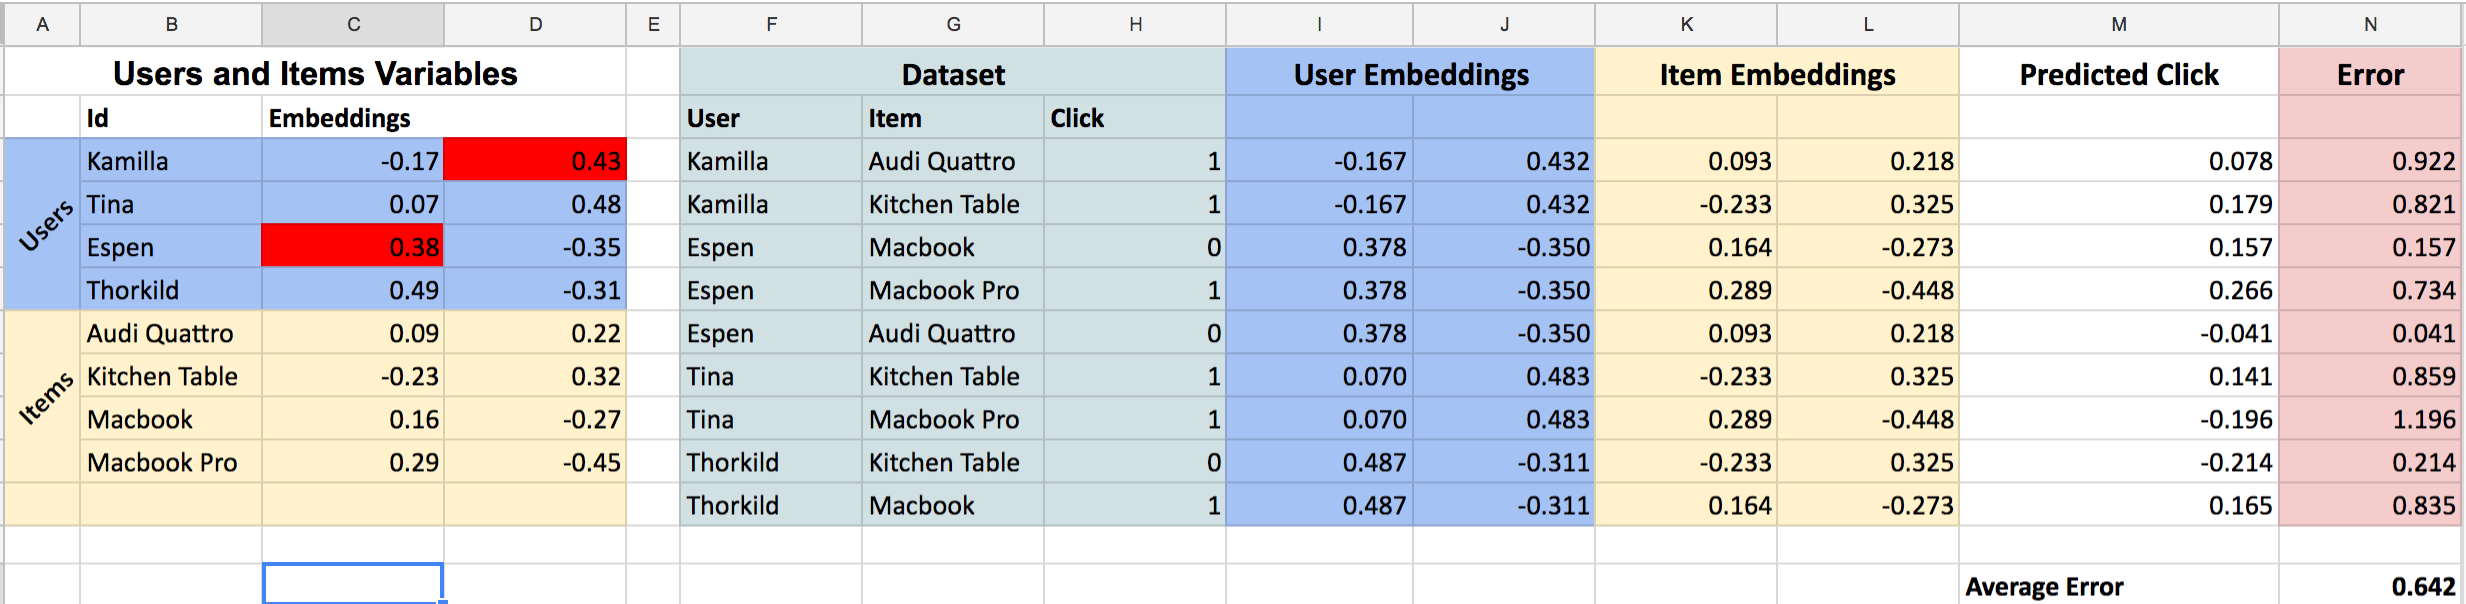 A B C D E F G H I J K L M N
Users and Items Variables Dataset User Embeddings Item Embeddings Predicted Click Error
Id Embeddings User Item Click
Users
Kamilla -0.17 0.43 Kamilla Audi Quattro 1 -0.167 0.432 0.093 0.218 0.078 0.922
Tina 0.07 0.48 Kamilla Kitchen Table 1 -0.167 0.432 -0.233 0.325 0.179 0.821
Espen 0.38 -0.35 Espen Macbook 0 0.378 -0.350 0.164 -0.273 0.157 0.157
Thorkild 0.49 -0.31 Espen Macbook Pro 1 0.378 -0.350 0.289 -0.448 0.266 0.734
Items
Audi Quattro 0.09 0.22 Espen Audi Quattro 0 0.378 -0.350 0.093 0.218 -0.041 0.041
Kitchen Table -0.23 0.32 Tina Kitchen Table 1 0.070 0.483 -0.233 0.325 0.141 0.859
Macbook 0.16 -0.27 Tina Macbook Pro 1 0.070 0.483 0.289 -0.448 -0.196 1.196
Macbook Pro 0.29 -0.45 Thorkild Kitchen Table 0 0.487 -0.311 -0.233 0.325 -0.214 0.214
Thorkild Macbook 1 0.487 -0.311 0.164 -0.273 0.165 0.835
Average Error 0.642